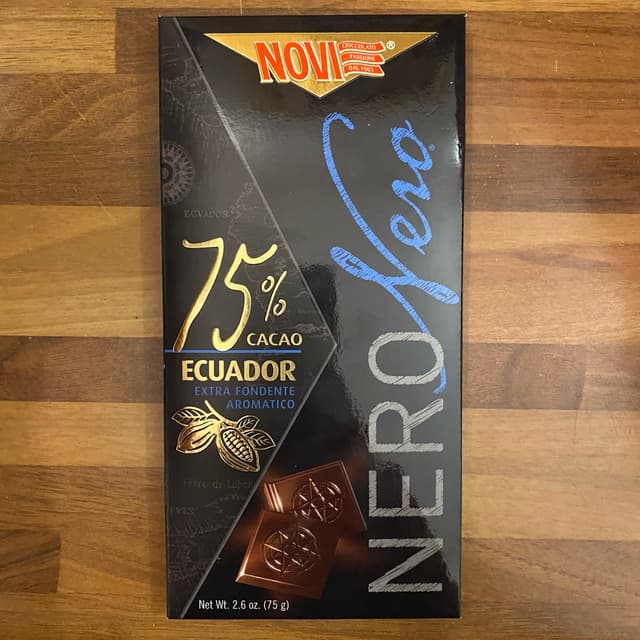 NOVI®
CIOCCOLATO
PASSIONE
DAL 1903
NERO Nero
ECVADOR
75%
CACAO
ECUADOR
EXTRA FONDENTE
AROMATICO
Net Wt. 2.6 oz. (75 g)